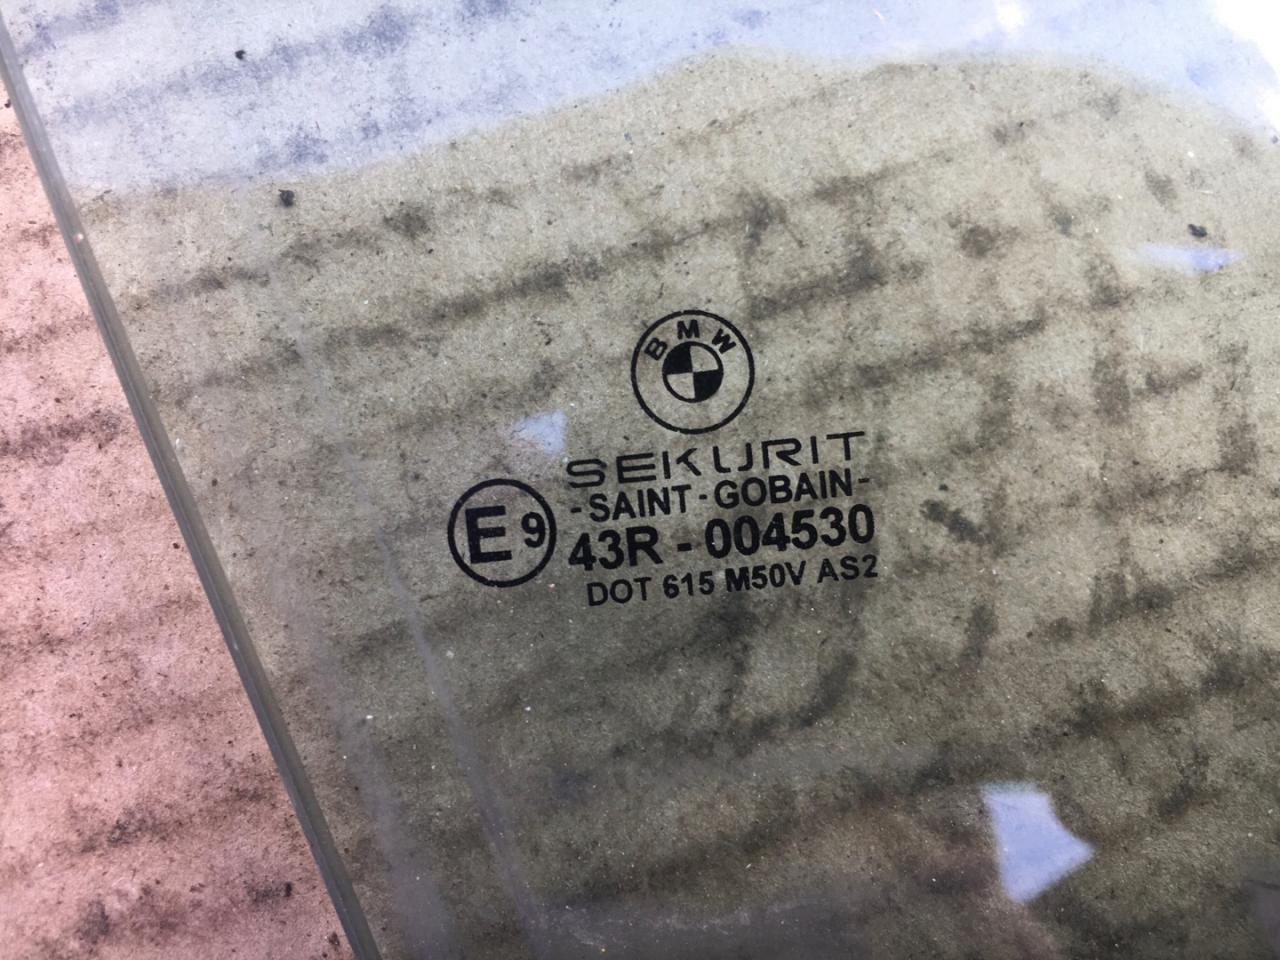 BMW
SEKURIT
-SAINT-GOBAIN-
E9
43R - 004530
DOT 615 M50V AS2